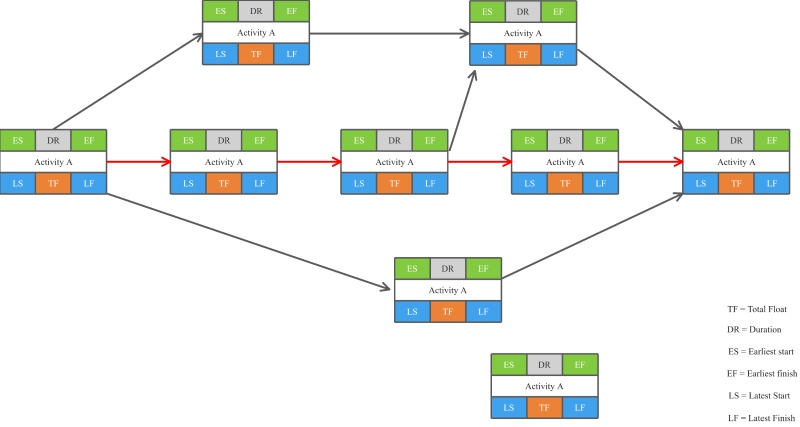 ES DR EF
Activity A
LS TF LF
ES DR EF
Activity A
LS TF LF
ES DR EF
Activity A
LS TF LF
ES DR EF
Activity A
LS TF LF
ES DR EF
Activity A
LS TF LF
ES DR EF
Activity A
LS TF LF
ES DR EF
Activity A
LS TF LF
ES DR EF
Activity A
LS TF LF
ES DR EF
Activity A
LS TF LF
TF = Total Float
DR = Duration
ES = Earliest start
EF = Earliest finish
LS = Latest Start
LF = Latest Finish